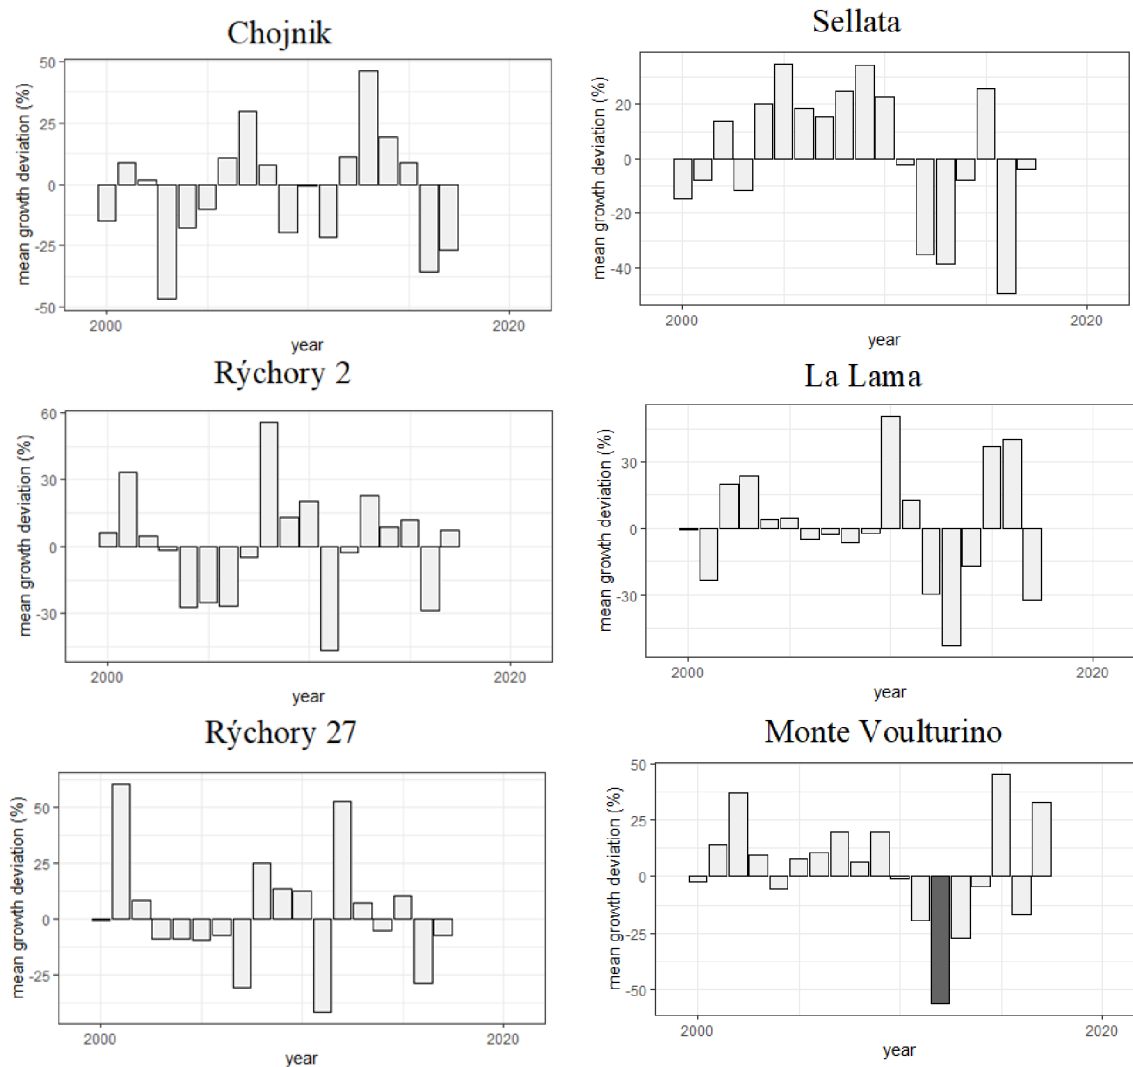 Chojnik
mean growth deviation (%)
50
25
0
-25
-50
2000
2020
year
Sellata
mean growth deviation (%)
20
0
-20
-40
2000
2020
year
Rýchory 2
mean growth deviation (%)
60
30
0
-30
2000
2020
year
La Lama
mean growth deviation (%)
30
0
-30
2000
2020
year
Rýchory 27
mean growth deviation (%)
50
25
0
-25
2000
2020
year
Monte Voulturino
mean growth deviation (%)
50
25
0
-25
-50
2000
2020
year